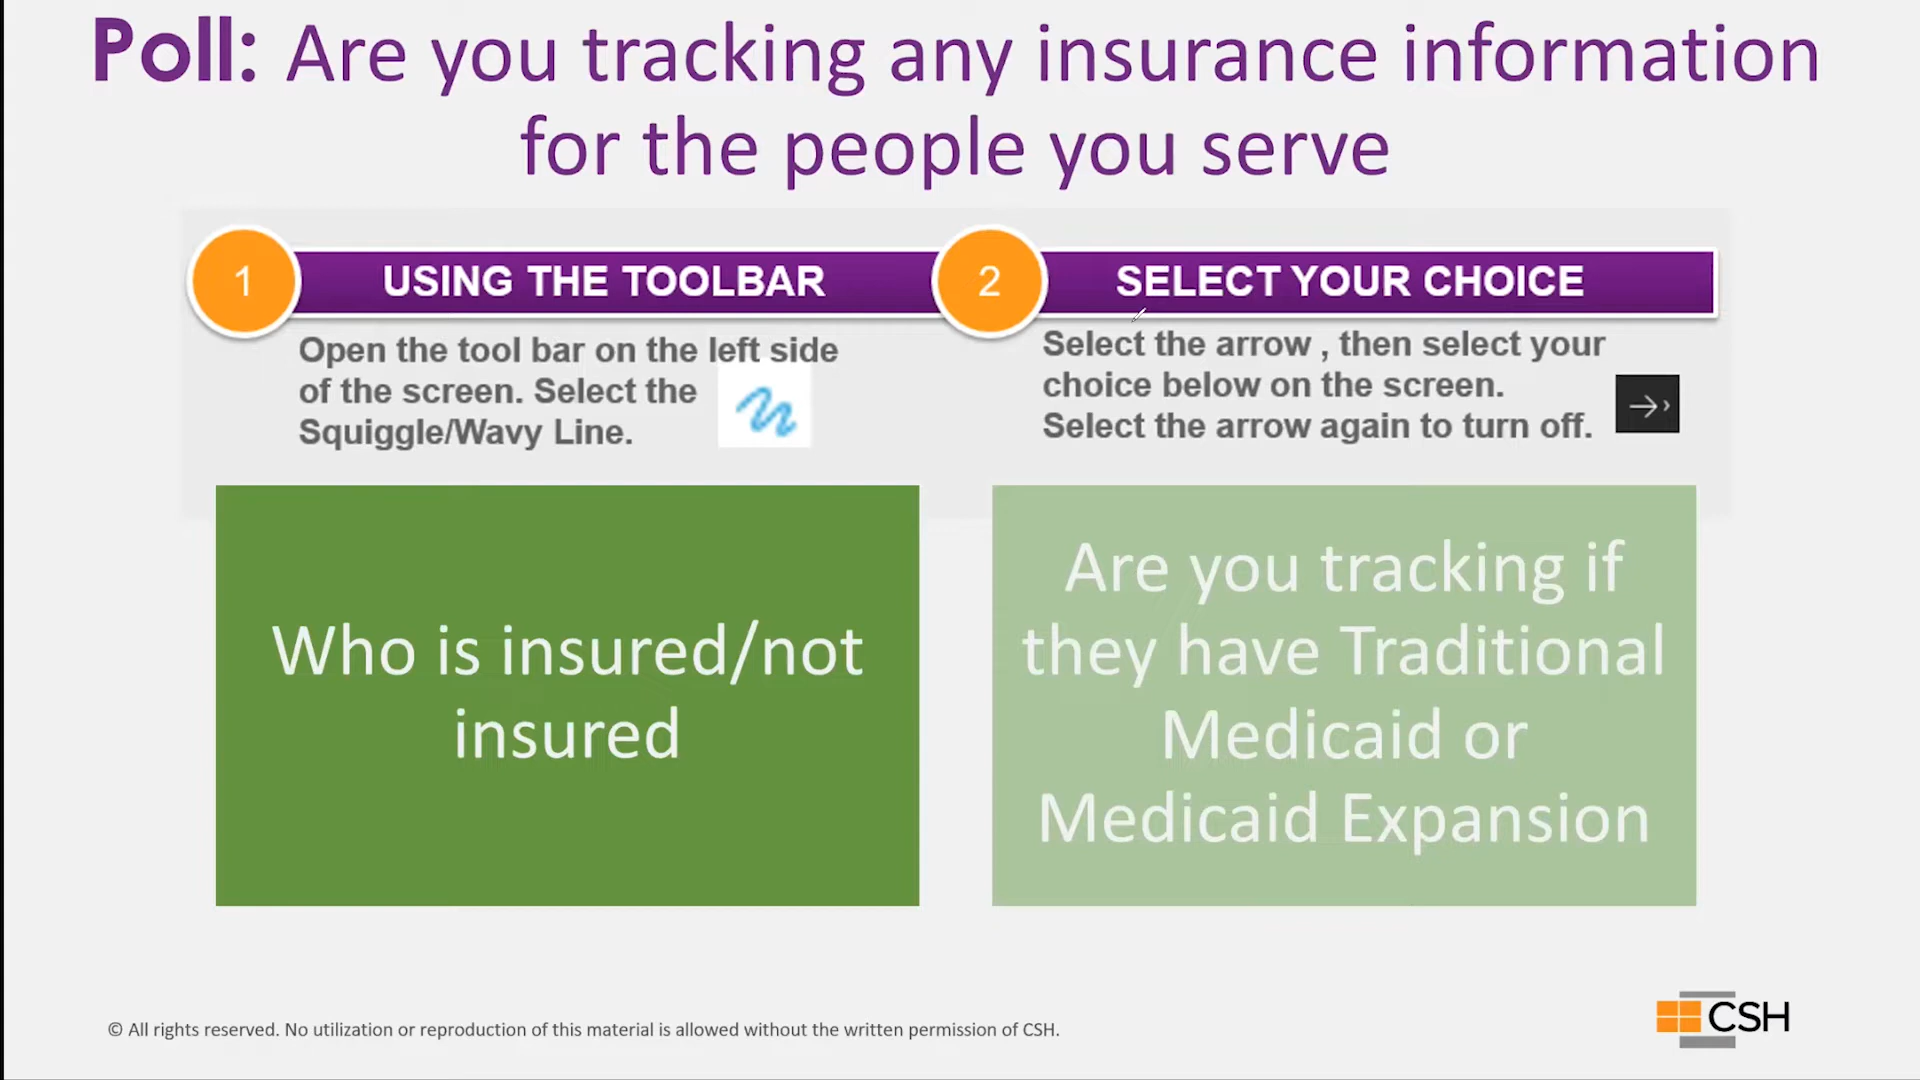 Poll: Are you tracking any insurance information
for the people you serve
1
USING THE TOOLBAR
Open the tool bar on the left side
of the screen. Select the
Squiggle/Wavy Line.
2
SELECT YOUR CHOICE
Select the arrow , then select your
choice below on the screen.
Select the arrow again to turn off.
Who is insured/not
insured
Are you tracking if
they have Traditional
Medicaid or
Medicaid Expansion
© All rights reserved. No utilization or reproduction of this material is allowed without the written permission of CSH.
CSH